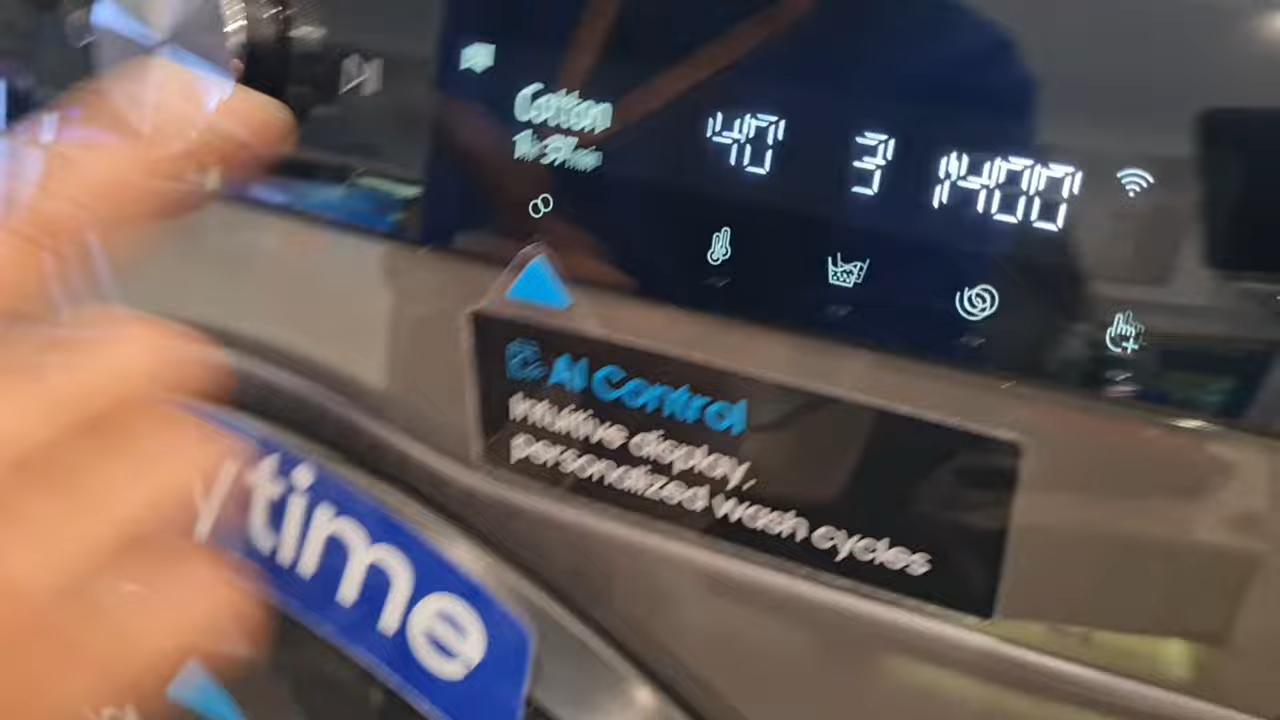 Cotton
40
3
1400
AI Control
Intuitive display,
personalized wash cycles
y time